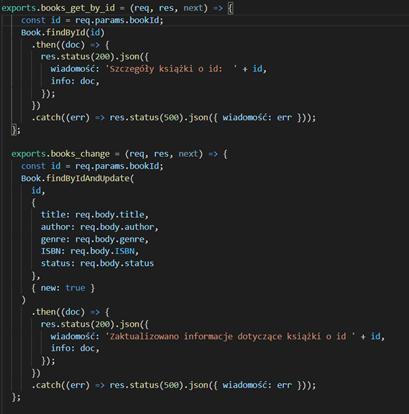 exports.books_get_by_id = (req, res, next) => {
  const id = req.params.bookId;
  Book.findById(id)
    .then((doc) => {
      res.status(200).json({
        wiadomość: 'Szczegóły książki o id:  ' + id,
        info: doc,
      });
    })
    .catch((err) => res.status(500).json({ wiadomość: err }));
};

exports.books_change = (req, res, next) => {
  const id = req.params.bookId;
  Book.findByIdAndUpdate(
    id,
    {
      title: req.body.title,
      author: req.body.author,
      genre: req.body.genre,
      ISBN: req.body.ISBN,
      status: req.body.status
    },
    { new: true }
  )
    .then((doc) => {
      res.status(200).json({
        wiadomość: 'Zaktualizowano informacje dotyczące książki o id ' + id,
        info: doc,
      });
    })
    .catch((err) => res.status(500).json({ wiadomość: err }));
};